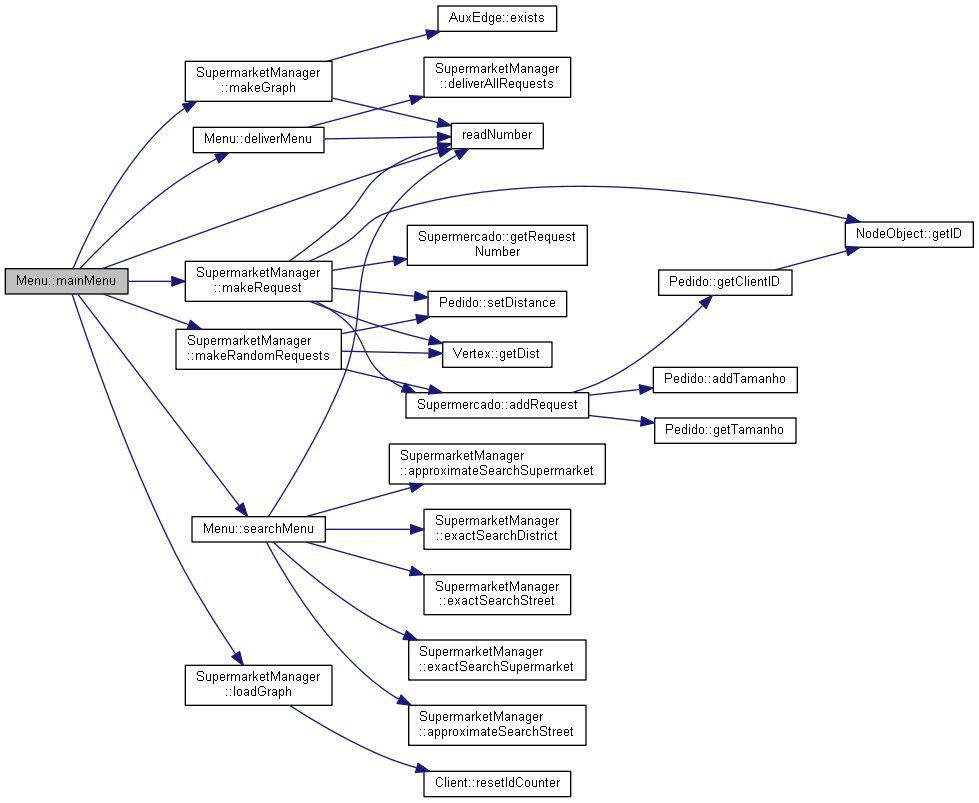 AuxEdge::exists
SupermarketManager
::makeGraph
SupermarketManager
::deliverAllRequests
Menu::deliverMenu
readNumber
NodeObject::getID
Supermercado::getRequest
Number
Menu::mainMenu
SupermarketManager
::makeRequest
Pedido::getClientID
Pedido::setDistance
SupermarketManager
::makeRandomRequests
Vertex::getDist
Pedido::addTamanho
Supermercado::addRequest
Pedido::getTamanho
SupermarketManager
::approximateSearchSupermarket
Menu::searchMenu
SupermarketManager
::exactSearchDistrict
SupermarketManager
::exactSearchStreet
SupermarketManager
::exactSearchSupermarket
SupermarketManager
::loadGraph
SupermarketManager
::approximateSearchStreet
Client::resetIdCounter